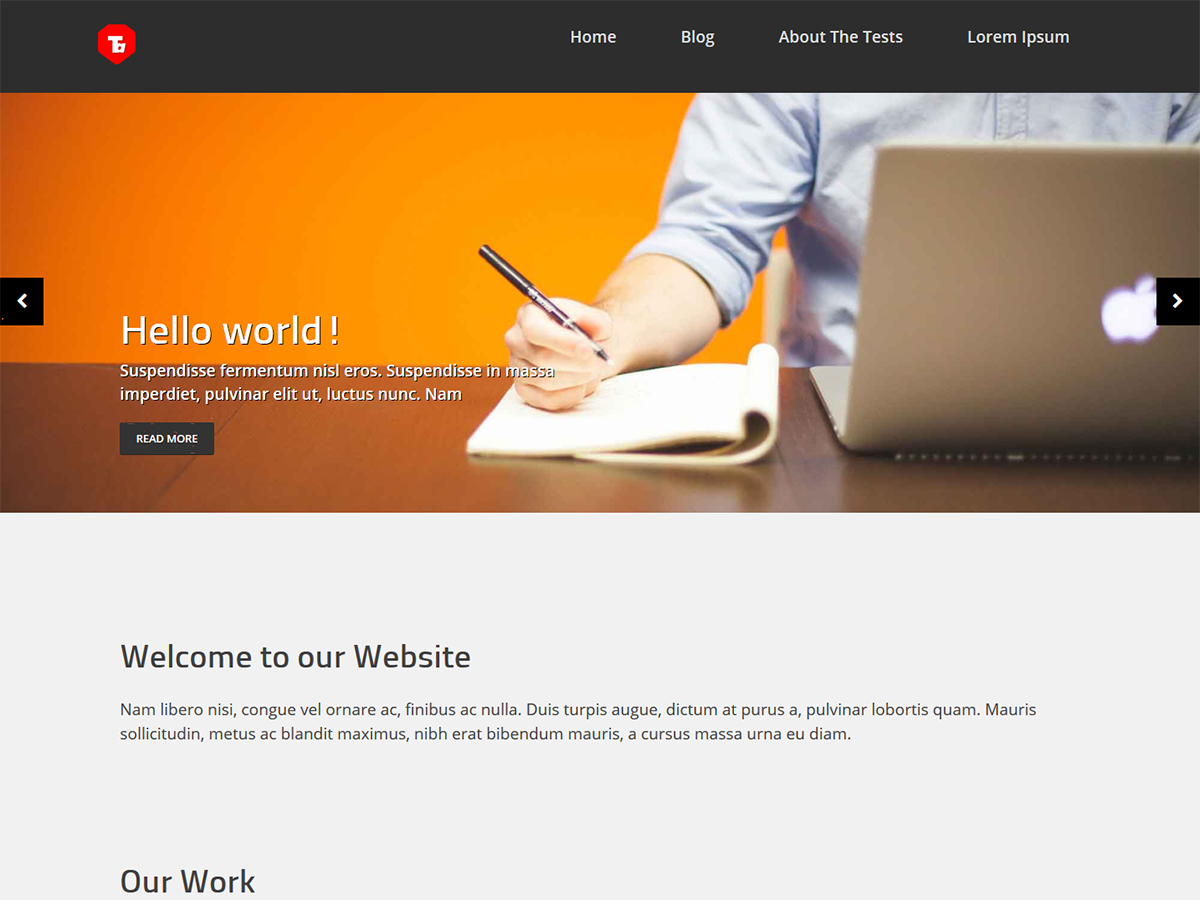 Home Blog About The Tests Lorem Ipsum
Hello world!
Suspendisse fermentum nisl eros. Suspendisse in massa
imperdiet, pulvinar elit ut, luctus nunc. Nam
READ MORE
Welcome to our Website
Nam libero nisi, congue vel ornare ac, finibus ac nulla. Duis turpis augue, dictum at purus a, pulvinar lobortis quam. Mauris
sollicitudin, metus ac blandit maximus, nibh erat bibendum mauris, a cursus massa urna eu diam.
Our Work